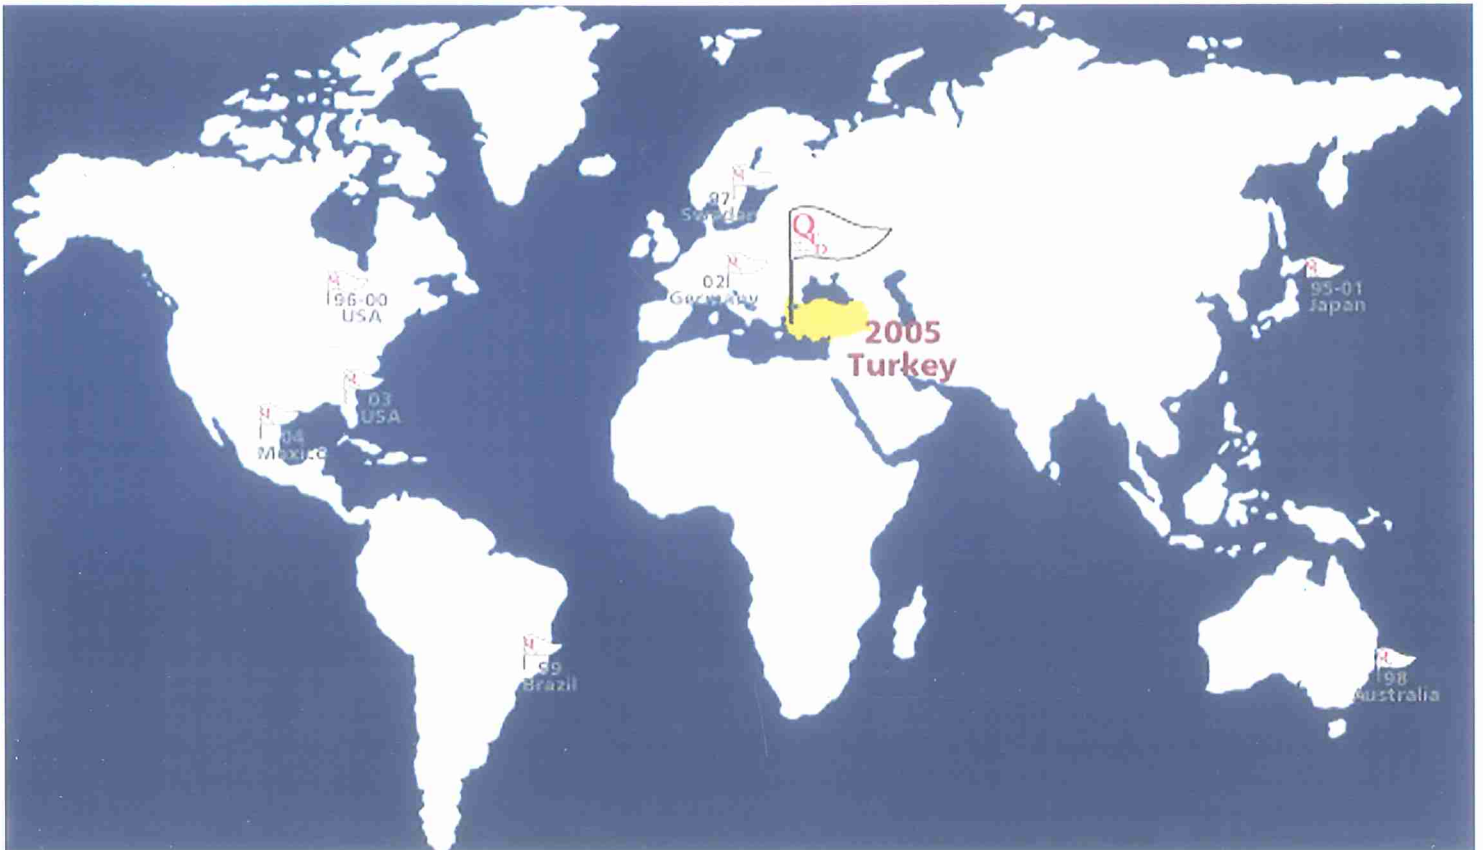 97
Sweden
Q
02
Germany
96-00
USA
95-01
Japan
2005
Turkey
03
USA
04
Mexico
99
Brazil
98
Australia